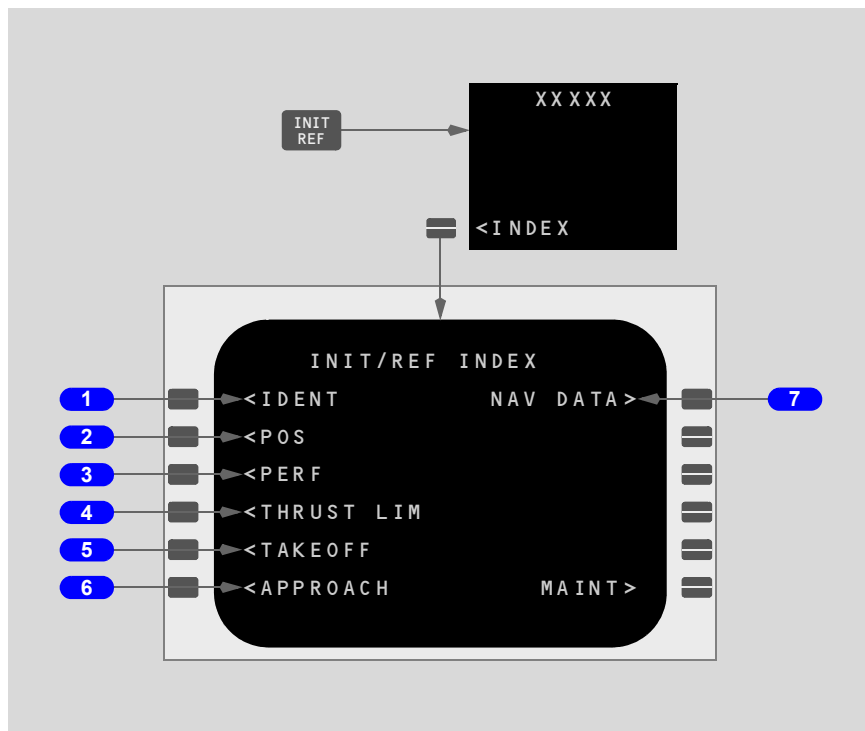 XXXXX
INIT
REF
<INDEX
INIT/REF INDEX
1 <IDENT NAV DATA> 7
2 <POS
3 <PERF
4 <THRUST LIM
5 <TAKEOFF
6 <APPROACH MAINT>